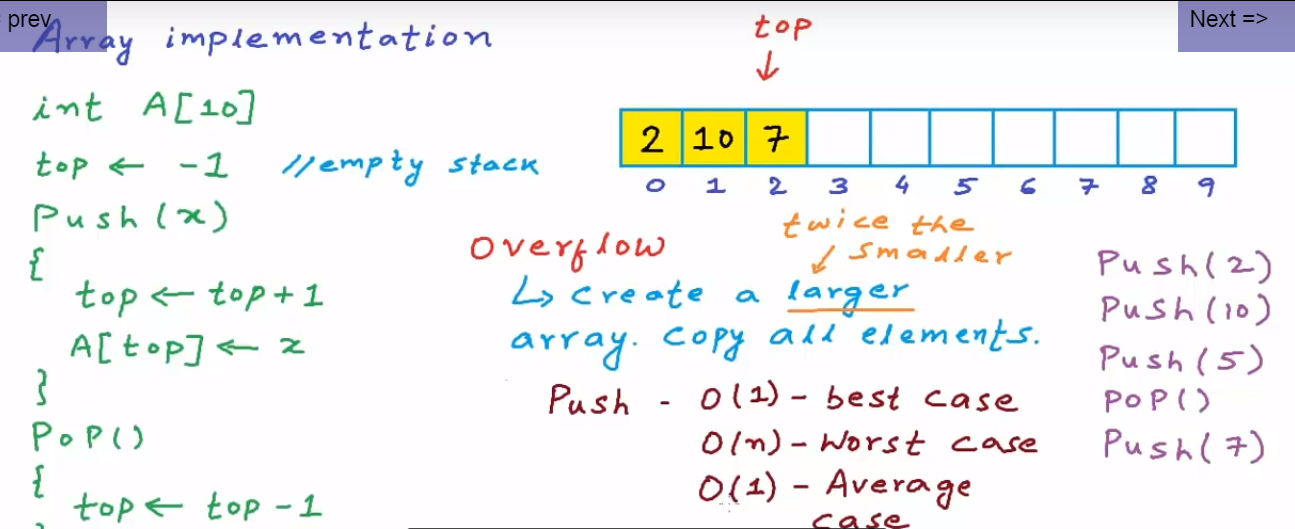 prev
Next =>
Array implementation
int A[10]
top ← -1 //empty stack
Push(x)
{
top ← top+1
A[top] ← x
}
Pop()
{
top ← top -1
top
↓
2 10 7
0 1 2 3 4 5 6 7 8 9
Overflow
twice the
↙ smaller
↳ create a larger
array. copy all elements.
Push - O(1) - best case
O(n) - Worst case
O(1) - Average
case
Push(2)
Push(10)
Push(5)
Pop()
Push(7)